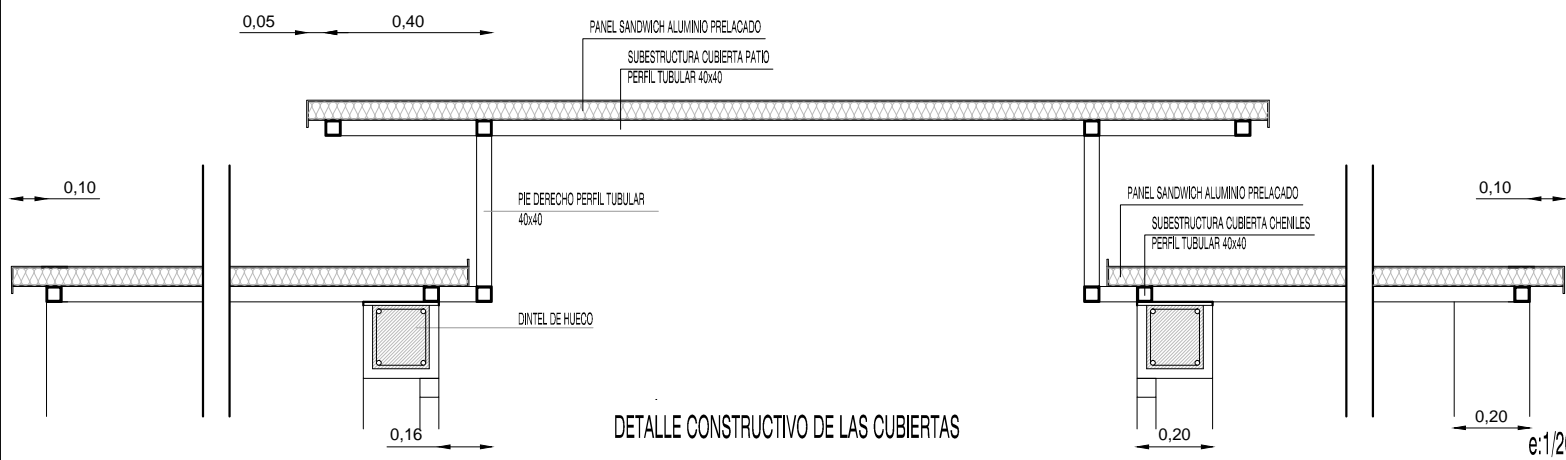 0,05
0,40
PANEL SANDWICH ALUMINIO PRELACADO
SUBESTRUCTURA CUBIERTA PATIO
PERFIL TUBULAR 40x40
0,10
PIE DERECHO PERFIL TUBULAR
40x40
PANEL SANDWICH ALUMINIO PRELACADO
SUBESTRUCTURA CUBIERTA CHENILES
PERFIL TUBULAR 40x40
0,10
DINTEL DE HUECO
0,16
DETALLE CONSTRUCTIVO DE LAS CUBIERTAS
0,20
0,20